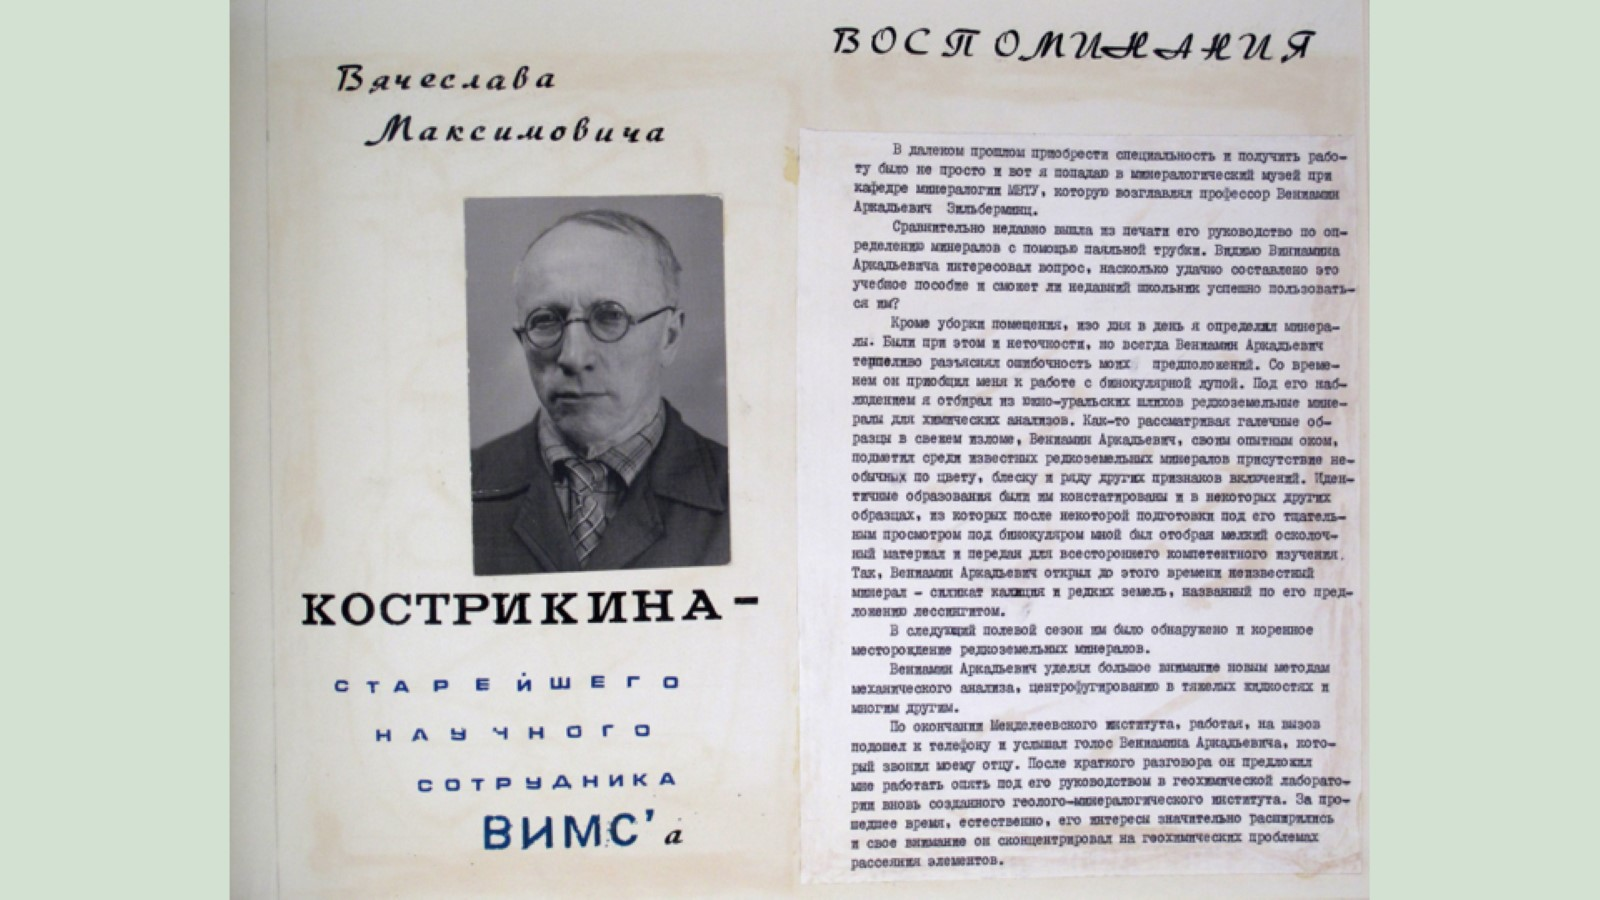 Вячеслава
Максимовича
КОСТРИКИНА -
СТАРЕЙШЕГО
НАУЧНОГО
СОТРУДНИКА
ВИМС'а
ВОСПОМИНАНИЯ
В далеком прошлом приобрести специальность и получить рабо-
ту было не просто и вот я попадаю в минералогический музей при
кафедре минералогии МВТУ, которую возглавлял профессор Вениамин
Аркадьевич Зильберминц.
Сравнительно недавно вышла из печати его руководство по оп-
ределению минералов с помощью паяльной трубки. Видимо Виниамина
Аркадьевича интересовал вопрос, насколько удачно составлено это
учебное пособие и сможет ли недавний школьник успешно пользовать-
ся им?
Кроме уборки помещения, изо дня в день я определял минера-
лы. Были при этом и неточности, но всегда Вениамин Аркадьевич
терпеливо разъяснял ошибочность моих предположений. Со време-
нем он приобщил меня к работе с бинокулярной лупой. Под его наб-
людением я отбирал из южно-уральских шлихов редкоземельные мине-
ралы для химических анализов. Как-то рассматривая галечные об-
разцы в свежем изломе, Вениамин Аркадьевич, своим опытным оком,
подметил среди известных редкоземельных минералов присутствие не-
обычных по цвету, блеску и ряду других признаков включений. Иден-
тичные образования были им констатированы и в некоторых других
образцах, из которых после некоторой подготовки под его тщатель-
ным просмотром под бинокуляром мной был отобран мелкий осколоч-
ный материал и передан для всестороннего компетентного изучения.
Так, Вениамин Аркадьевич открыл до этого времени неизвестный
минерал - силикат калиция и редких земель, названный по его пред-
ложению лессингитом.
В следующий полевой сезон им было обнаружено и коренное
месторождение редкоземельных минералов.
Вениамин Аркадьевич уделял большое внимание новым методам
механического анализа, центрофугированию в тяжелых жидкостях и
многим другим.
По окончании Менделеевского института, работая, на вызов
подошел к телефону и услышал голос Вениамина Аркадьевича, кото-
рый звонил моему отцу. После краткого разговора он предложил
мне работать опять под его руководством в геохимической лаборато-
рии вновь созданного геолого-минералогического института. За про-
шедшее время, естественно, его интересы значительно расширились
и свое внимание он сконцентрировал на геохимических проблемах
рассеяния элементов.